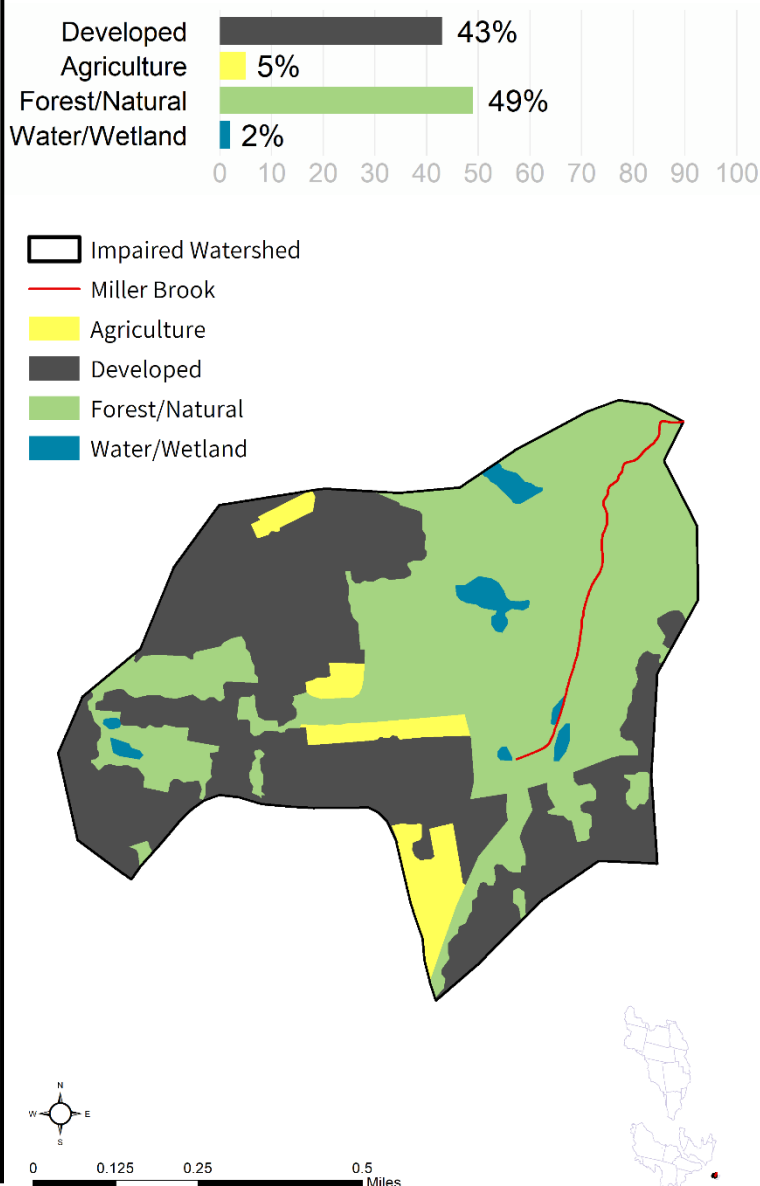 Developed 43%
Agriculture 5%
Forest/Natural 49%
Water/Wetland 2%
0 10 20 30 40 50 60 70 80 90 100
Impaired Watershed
Miller Brook
Agriculture
Developed
Forest/Natural
Water/Wetland
N
W E
S
0 0.125 0.25 0.5
Miles